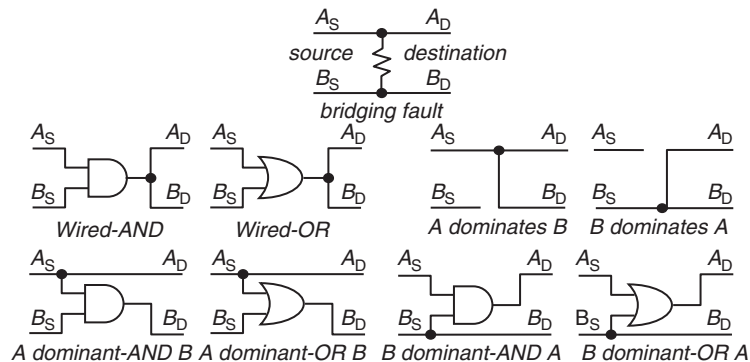 A_S A_D
source destination
B_S B_D
bridging fault
A_S A_D A_S A_D A_S A_D A_S A_D
B_S B_D B_S B_D B_S B_D B_S B_D
Wired-AND Wired-OR A dominates B B dominates A
A_S A_D A_S A_D A_S A_D A_S A_D
B_S B_D B_S B_D B_S B_D B_S B_D
A dominant-AND B A dominant-OR B B dominant-AND A B dominant-OR A